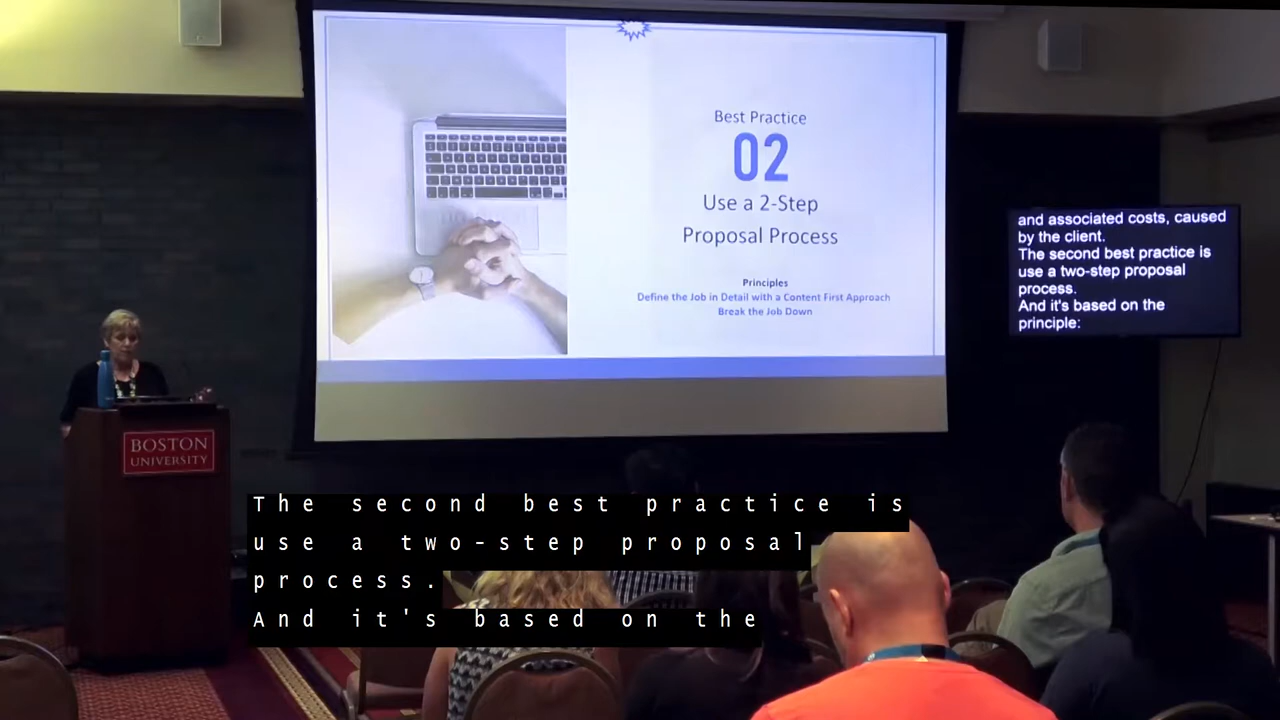 Best Practice
02
Use a 2-Step
Proposal Process
Principles
Define the Job in Detail with a Content First Approach
Break the Job Down
and associated costs, caused
by the client.
The second best practice is
use a two-step proposal
process.
And it's based on the
principle:
BOSTON
UNIVERSITY
The second best practice is
use a two-step proposal
process.
And it's based on the